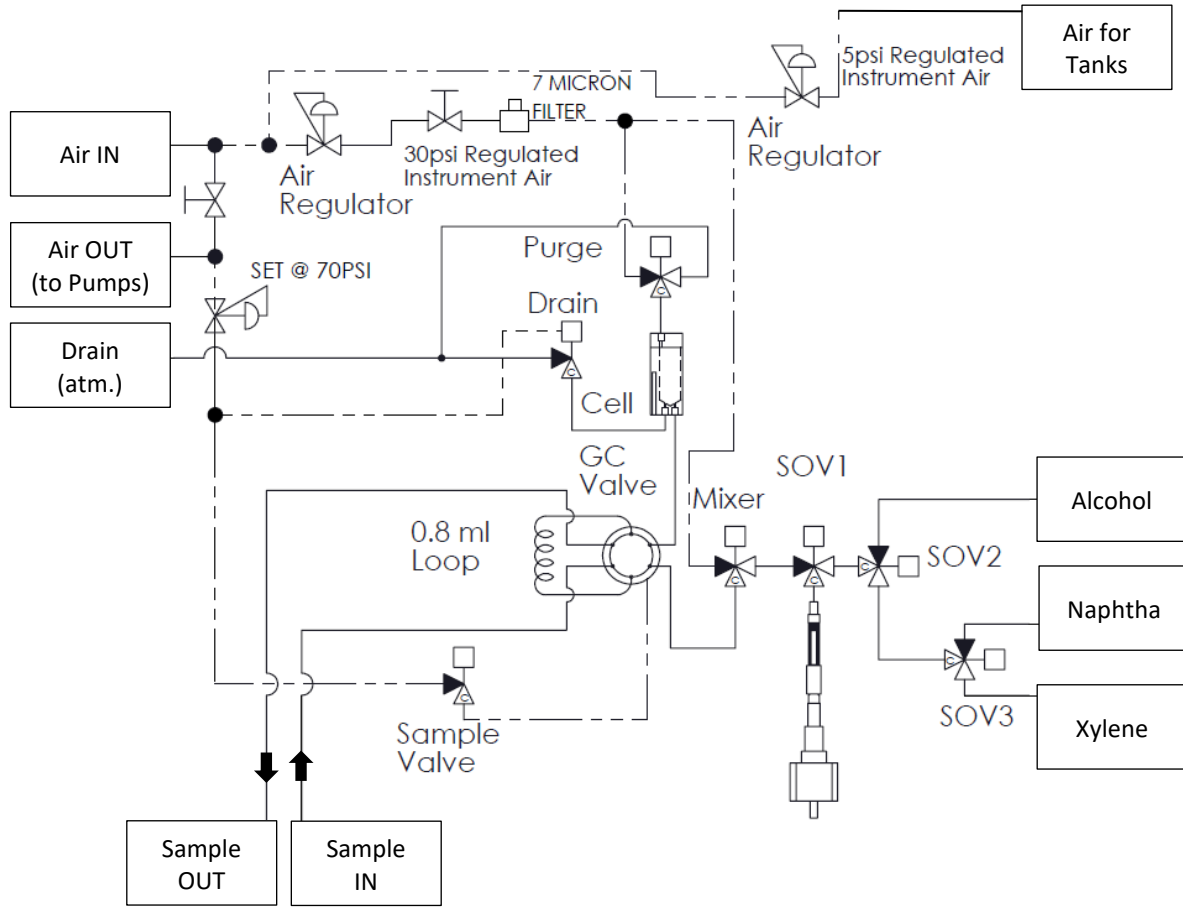 Air for
Tanks
5psi Regulated
Instrument Air
7 MICRON
FILTER
Air IN
30psi Regulated
Instrument Air
Air
Regulator
Air
Regulator
Air OUT
(to Pumps)
SET @ 70PSI
Purge
C
Drain
Drain
(atm.)
C
Cell
GC
Valve
SOV1
Mixer
Alcohol
0.8 ml
Loop
C
C
C
SOV2
Naphtha
C
C
SOV3
Sample
Valve
Xylene
Sample
OUT
Sample
IN